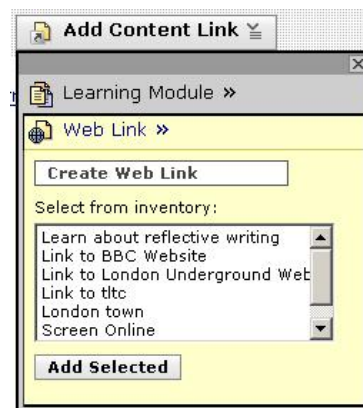 Add Content Link
Learning Module »
Web Link »
Create Web Link
Select from inventory:
Learn about reflective writing
Link to BBC Website
Link to London Underground Web
Link to tltc
London town
Screen Online
Add Selected